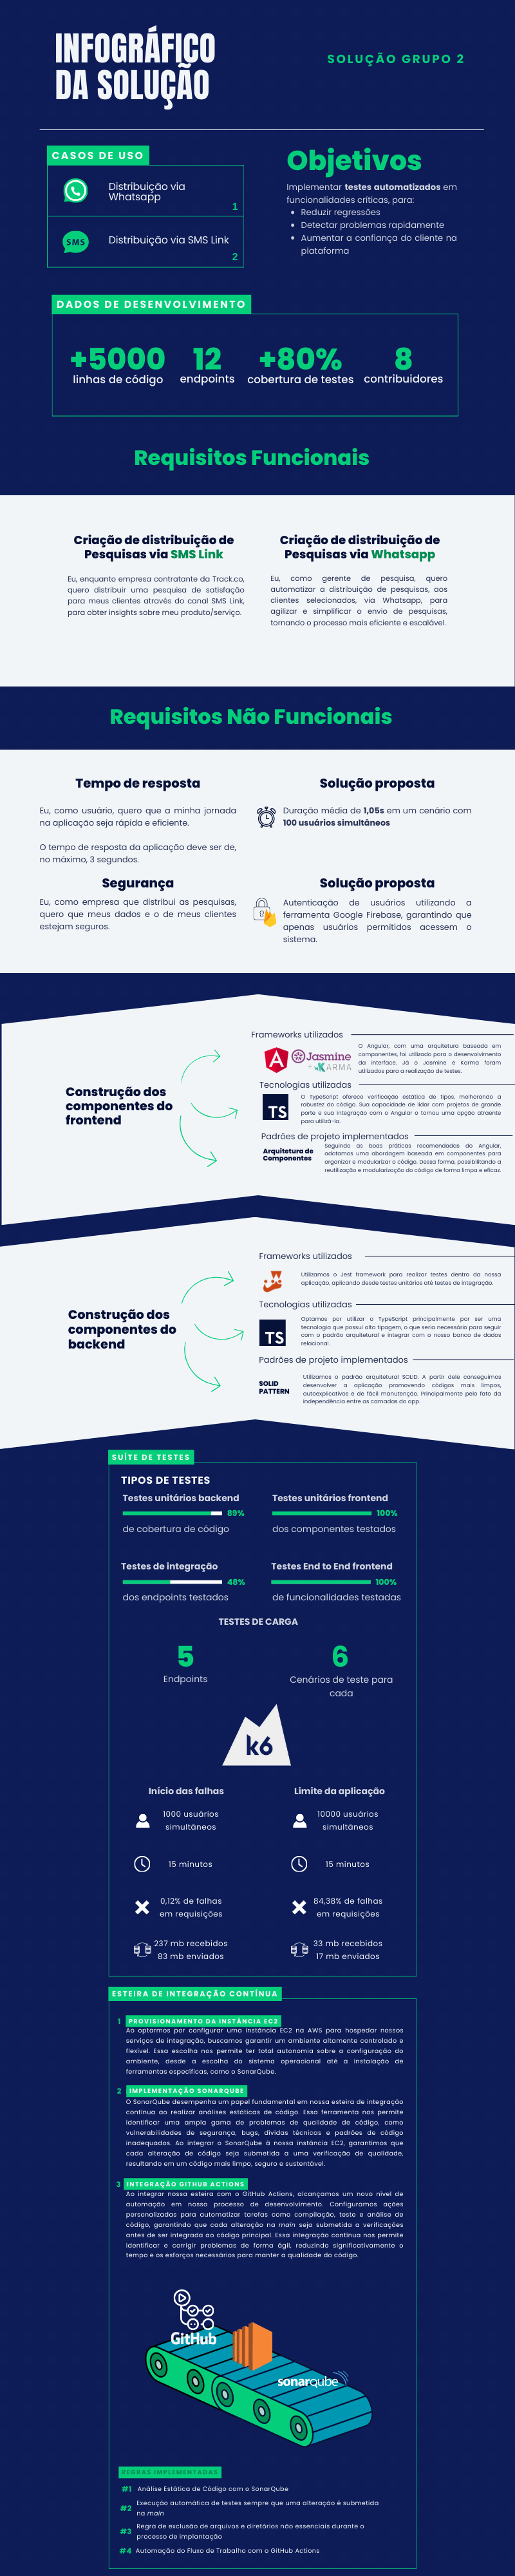 INFOGRÁFICO
DA SOLUÇÃO
SOLUÇÃO GRUPO 2
CASOS DE USO
Distribuição via
Whatsapp
1
SMS
Distribuição via SMS Link
2
Objetivos
Implementar testes automatizados em
funcionalidades críticas, para:
• Reduzir regressões
• Detectar problemas rapidamente
• Aumentar a confiança do cliente na
plataforma
DADOS DE DESENVOLVIMENTO
+5000
linhas de código
12
endpoints
+80%
cobertura de testes
8
contribuidores
Requisitos Funcionais
Criação de distribuição de
Pesquisas via SMS Link
Eu, enquanto empresa contratante da Track.co,
quero distribuir uma pesquisa de satisfação
para meus clientes através do canal SMS Link,
para obter insights sobre meu produto/serviço.
Criação de distribuição de
Pesquisas via Whatsapp
Eu, como gerente de pesquisa, quero
automatizar a distribuição de pesquisas, aos
clientes selecionados, via Whatsapp, para
agilizar e simplificar o envio de pesquisas,
tornando o processo mais eficiente e escalável.
Requisitos Não Funcionais
Tempo de resposta
Eu, como usuário, quero que a minha jornada
na aplicação seja rápida e eficiente.
O tempo de resposta da aplicação deve ser de,
no máximo, 3 segundos.
Solução proposta
Duração média de 1,05s em um cenário com
100 usuários simultâneos
Segurança
Eu, como empresa que distribui as pesquisas,
quero que meus dados e o de meus clientes
estejam seguros.
Solução proposta
Autenticação de usuários utilizando a
ferramenta Google Firebase, garantindo que
apenas usuários permitidos acessem o
sistema.
Construção dos
componentes do
frontend
Frameworks utilizados
Jasmine
+ KARMA
O Angular, com uma arquitetura baseada em
componentes, foi utilizado para o desenvolvimento
da interface. Já o Jasmine e Karma foram
utilizados para a realização de testes.
Tecnologias utilizadas
TS
O TypeScript oferece verificação estática de tipos, melhorando a
robustez do código. Sua capacidade de lidar com projetos de grande
porte e sua integração com o Angular o tornou uma opção atraente
para utilizá-la.
Padrões de projeto implementados
Arquitetura de
Componentes
Seguindo as boas práticas recomendadas do Angular,
adotamos uma abordagem baseada em componentes para
organizar e modularizar o código. Dessa forma, possibilitando a
reutilização e modularização do código de forma limpa e eficaz.
Construção dos
componentes do
backend
Frameworks utilizados
Utilizamos o Jest framework para realizar testes dentro da nossa
aplicação, aplicando desde testes unitários até testes de integração.
Tecnologias utilizadas
TS
Optamos por utilizar o TypeScript principalmente por ser uma
tecnologia que possui alta tipagem, o que seria necessário para seguir
com o padrão arquitetural e integrar com o nosso banco de dados
relacional.
Padrões de projeto implementados
SOLID
PATTERN
Utilizamos o padrão arquitetural SOLID. A partir dele conseguimos
desenvolver a aplicação promovendo códigos mais limpos,
autoexplicativos e de fácil manutenção. Principalmente pelo fato da
independência entre as camadas do app.
SUÍTE DE TESTES
TIPOS DE TESTES
Testes unitários backend
89%
de cobertura de código
Testes unitários frontend
100%
dos componentes testados
Testes de integração
48%
dos endpoints testados
Testes End to End frontend
100%
de funcionalidades testadas
TESTES DE CARGA
5
Endpoints
6
Cenários de teste para
cada
k6
Início das falhas
1000 usuários
simultâneos
15 minutos
0,12% de falhas
em requisições
237 mb recebidos
83 mb enviados
Limite da aplicação
10000 usuários
simultâneos
15 minutos
84,38% de falhas
em requisições
33 mb recebidos
17 mb enviados
ESTEIRA DE INTEGRAÇÃO CONTÍNUA
1 PROVISIONAMENTO DA INSTÂNCIA EC2
Ao optarmos por configurar uma instância EC2 na AWS para hospedar nossos
serviços de integração, buscamos garantir um ambiente altamente controlado e
flexível. Essa escolha nos permite ter total autonomia sobre a configuração do
ambiente, desde a escolha do sistema operacional até a instalação de
ferramentas específicas, como o SonarQube.
2 IMPLEMENTAÇÃO SONARQUBE
O SonarQube desempenha um papel fundamental em nossa esteira de integração
contínua ao realizar análises estáticas de código. Essa ferramenta nos permite
identificar uma ampla gama de problemas de qualidade de código, como
vulnerabilidades de segurança, bugs, dívidas técnicas e padrões de código
inadequados. Ao integrar o SonarQube à nossa instância EC2, garantimos que
cada alteração de código seja submetida a uma verificação de qualidade,
resultando em um código mais limpo, seguro e sustentável.
3 INTEGRAÇÃO GITHUB ACTIONS
Ao integrar nossa esteira com o GitHub Actions, alcançamos um novo nível de
automação em nosso processo de desenvolvimento. Configuramos ações
personalizadas para automatizar tarefas como compilação, teste e análise de
código, garantindo que cada alteração na main seja submetida a verificações
antes de ser integrada ao código principal. Essa integração contínua nos permite
identificar e corrigir problemas de forma ágil, reduzindo significativamente o
tempo e os esforços necessários para manter a qualidade do código.
GitHub
sonarqube
REGRAS IMPLEMENTADAS
#1 Análise Estática de Código com o SonarQube
#2 Execução automática de testes sempre que uma alteração é submetida
na main
#3 Regra de exclusão de arquivos e diretórios não essenciais durante o
processo de implantação
#4 Automação do Fluxo de Trabalho com o GitHub Actions